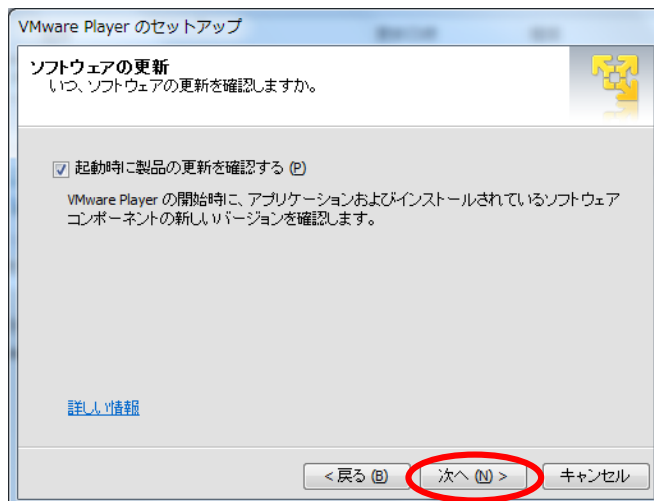 VMware Player のセットアップ
ソフトウェアの更新
いつ、ソフトウェアの更新を確認しますか。
起動時に製品の更新を確認する (P)
VMware Player の開始時に、アプリケーションおよびインストールされているソフトウェア
コンポーネントの新しいバージョンを確認します。
詳しい情報
< 戻る (B) 次へ (N) > キャンセル